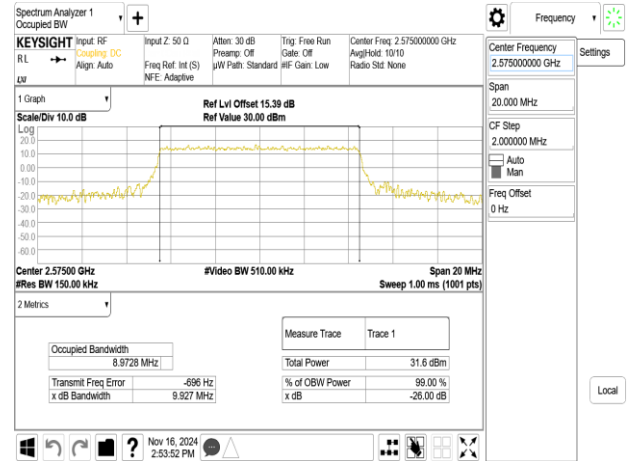 Spectrum Analyzer 1
Occupied BW
Frequency
KEYSIGHT
RL
LXI
Input: RF
Coupling: DC
Align: Auto
Input Z: 50 Ω
Freq Ref: Int (S)
NFE: Adaptive
Atten: 30 dB
Preamp: Off
µW Path: Standard
Trig: Free Run
Gate: Off
#IF Gain: Low
Center Freq: 2.575000000 GHz
Avg|Hold: 10/10
Radio Std: None
Center Frequency
2.575000000 GHz
Settings
Span
20.000 MHz
CF Step
2.000000 MHz
Auto
Man
Freq Offset
0 Hz
Local
1 Graph
Scale/Div 10.0 dB
Ref Lvl Offset 15.39 dB
Ref Value 30.00 dBm
Log
20.0
10.0
0.00
-10.0
-20.0
-30.0
-40.0
-50.0
-60.0
Center 2.57500 GHz
#Video BW 510.00 kHz
Span 20 MHz
#Res BW 150.00 kHz
Sweep 1.00 ms (1001 pts)
2 Metrics
Measure Trace
Trace 1
Occupied Bandwidth
8.9728 MHz
Total Power
31.6 dBm
Transmit Freq Error
-696 Hz
% of OBW Power
99.00 %
x dB Bandwidth
9.927 MHz
x dB
-26.00 dB
?
Nov 16, 2024
2:53:52 PM